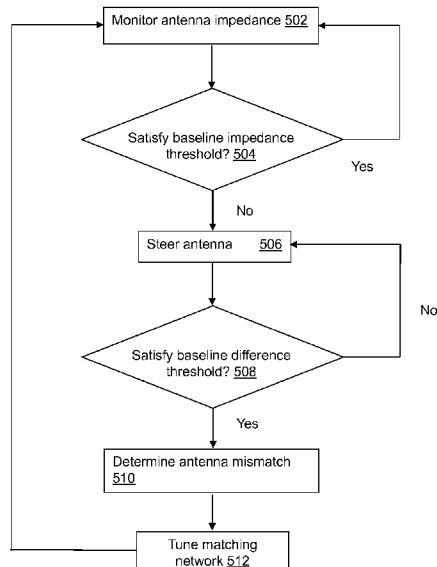 Monitor antenna impedance 502
Satisfy baseline impedance
threshold? 504
Yes
No
Steer antenna 506
Satisfy baseline difference
threshold? 508
No
Yes
Determine antenna mismatch
510
Tune matching
network 512